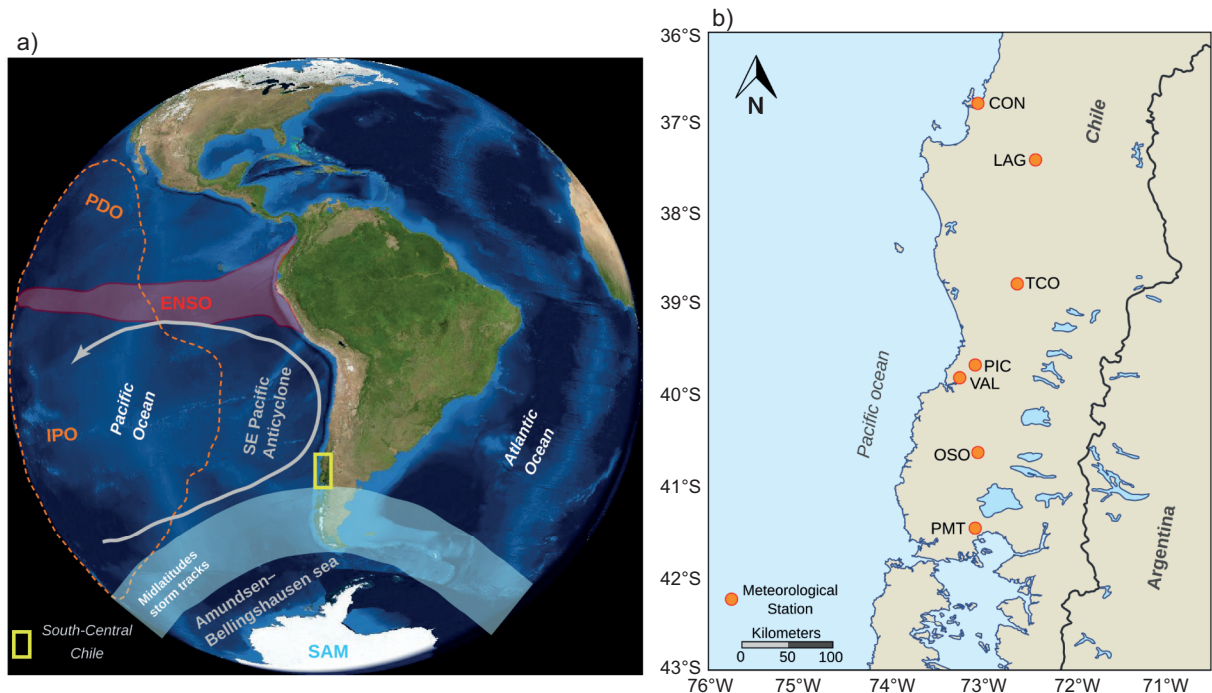 a)
PDO
ENSO
IPO
Pacific
Ocean
SE Pacific
Anticyclone
Atlantic
Ocean
Midlatitudes
storm tracks
Amundsen–
Bellingshausen sea
SAM
South-Central
Chile
b)
36°S
37°S
38°S
39°S
40°S
41°S
42°S
43°S
N
CON
LAG
Chile
TCO
PIC
VAL
Pacific ocean
OSO
PMT
Argentina
Meteorological
Station
Kilometers
0 50 100
76°W 75°W 74°W 73°W 72°W 71°W